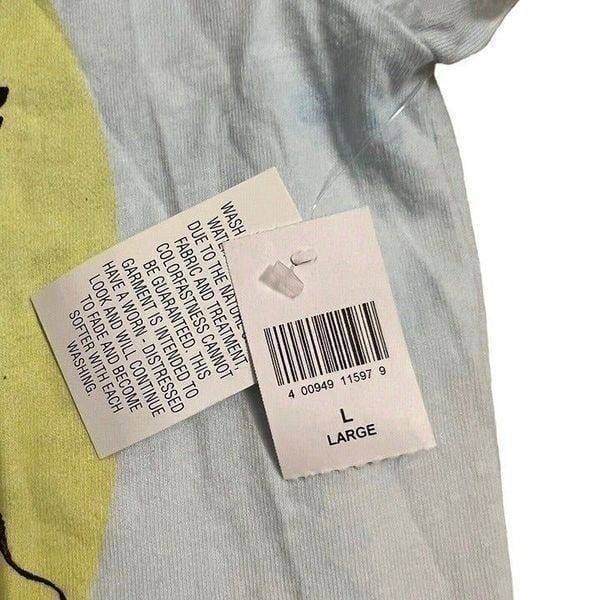 WASH
DUE TO THE NATURE
FABRIC AND TREATMENT,
COLORFASTNESS CANNOT
BE GUARANTEED. THIS
GARMENT IS INTENDED TO
HAVE A WORN - DISTRESSED
LOOK AND WILL CONTINUE
TO FADE AND BECOME
SOFTER WITH EACH
WASHING.
4 00949 11597 9
L
LARGE